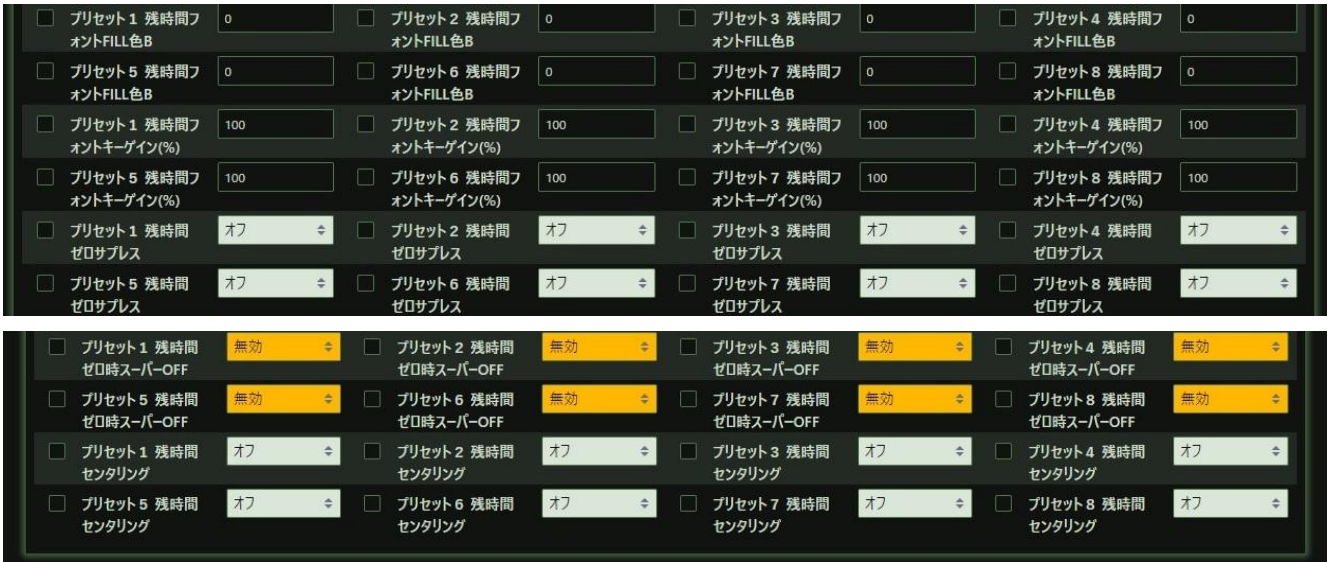 プリセット 1 残時間フ 0 プリセット 2 残時間フ 0 プリセット 3 残時間フ 0 プリセット 4 残時間フ 0
ォントFILL色B ォントFILL色B ォントFILL色B ォントFILL色B
プリセット 5 残時間フ 0 プリセット 6 残時間フ 0 プリセット 7 残時間フ 0 プリセット 8 残時間フ 0
ォントFILL色B ォントFILL色B ォントFILL色B ォントFILL色B
プリセット 1 残時間フ 100 プリセット 2 残時間フ 100 プリセット 3 残時間フ 100 プリセット 4 残時間フ 100
ォントキーゲイン(%) ォントキーゲイン(%) ォントキーゲイン(%) ォントキーゲイン(%)
プリセット 5 残時間フ 100 プリセット 6 残時間フ 100 プリセット 7 残時間フ 100 プリセット 8 残時間フ 100
ォントキーゲイン(%) ォントキーゲイン(%) ォントキーゲイン(%) ォントキーゲイン(%)
プリセット 1 残時間 オフ プリセット 2 残時間 オフ プリセット 3 残時間 オフ プリセット 4 残時間 オフ
ゼロサプレス ゼロサプレス ゼロサプレス ゼロサプレス
プリセット 5 残時間 オフ プリセット 6 残時間 オフ プリセット 7 残時間 オフ プリセット 8 残時間 オフ
ゼロサプレス ゼロサプレス ゼロサプレス ゼロサプレス
プリセット 1 残時間 無効 プリセット 2 残時間 無効 プリセット 3 残時間 無効 プリセット 4 残時間 無効
ゼロ時スーパーOFF ゼロ時スーパーOFF ゼロ時スーパーOFF ゼロ時スーパーOFF
プリセット 5 残時間 無効 プリセット 6 残時間 無効 プリセット 7 残時間 無効 プリセット 8 残時間 無効
ゼロ時スーパーOFF ゼロ時スーパーOFF ゼロ時スーパーOFF ゼロ時スーパーOFF
プリセット 1 残時間 オフ プリセット 2 残時間 オフ プリセット 3 残時間 オフ プリセット 4 残時間 オフ
センタリング センタリング センタリング センタリング
プリセット 5 残時間 オフ プリセット 6 残時間 オフ プリセット 7 残時間 オフ プリセット 8 残時間 オフ
センタリング センタリング センタリング センタリング